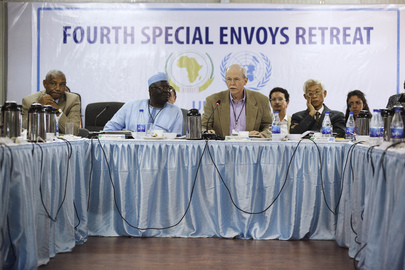 FOURTH SPECIAL ENVOYS RETREAT